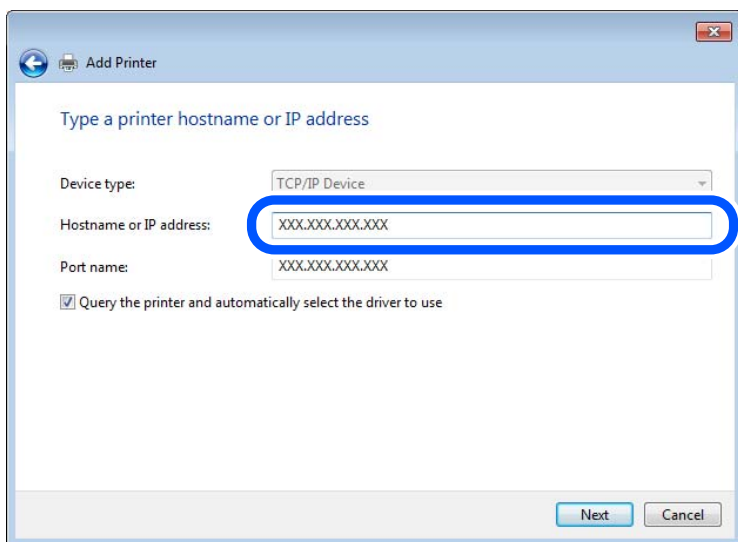 Add Printer
Type a printer hostname or IP address
Device type: TCP/IP Device
Hostname or IP address: XXX.XXX.XXX.XXX
Port name: XXX.XXX.XXX.XXX
Query the printer and automatically select the driver to use
Next Cancel